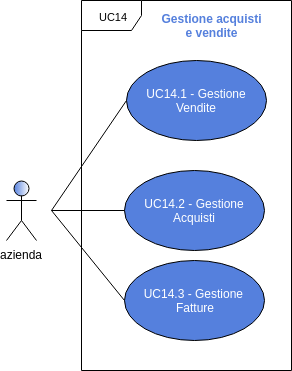 UC14
Gestione acquisti
e vendite
UC14.1 - Gestione
Vendite
UC14.2 - Gestione
Acquisti
azienda
UC14.3 - Gestione
Fatture